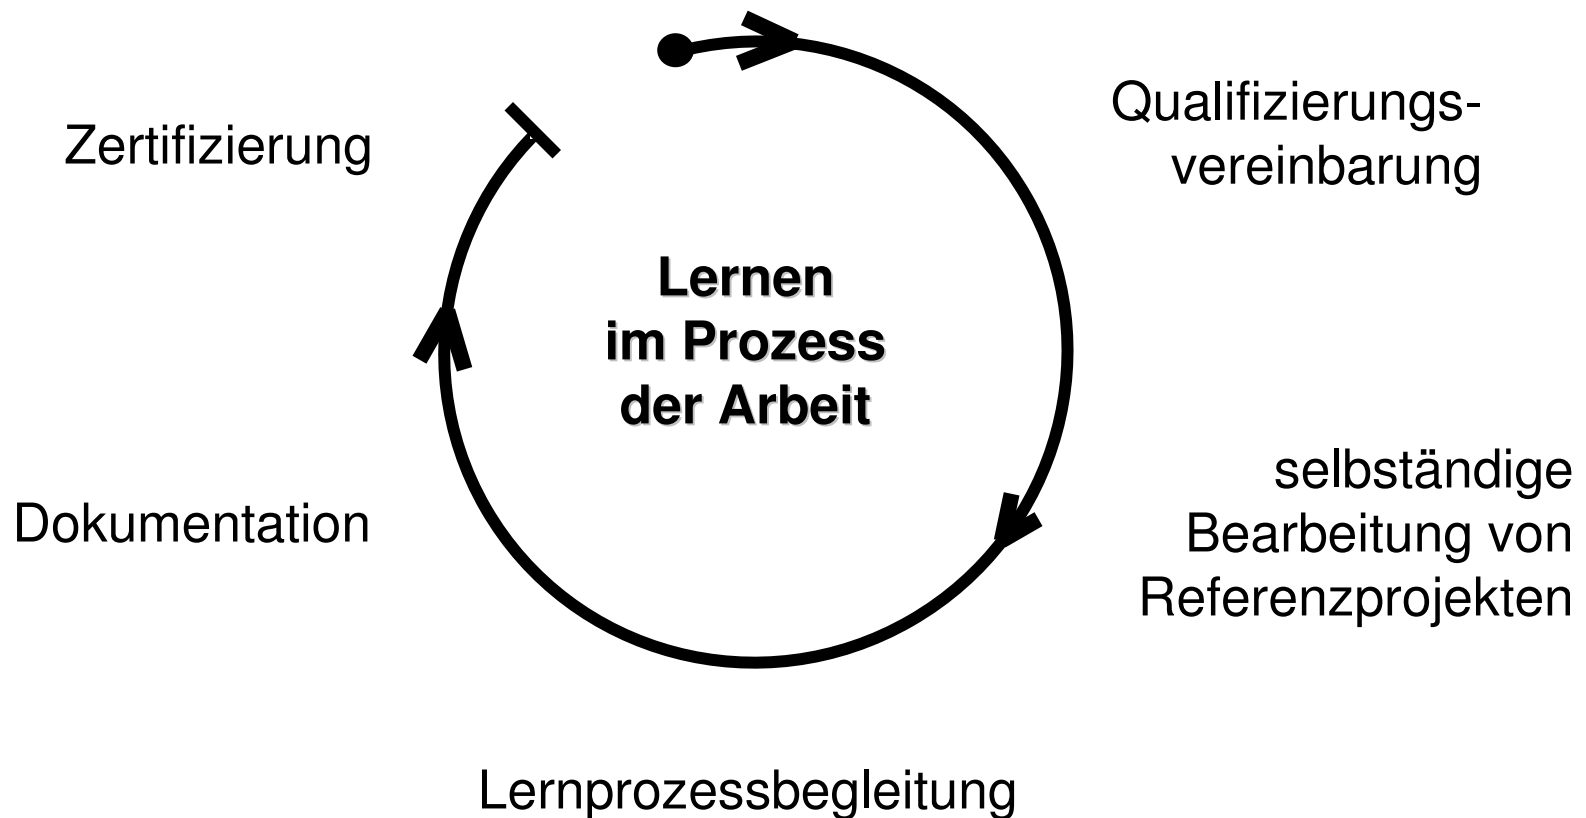 Qualifizierungs-
vereinbarung
Zertifizierung
Lernen
im Prozess
der Arbeit
selbständige
Bearbeitung von
Referenzprojekten
Dokumentation
Lernprozessbegleitung